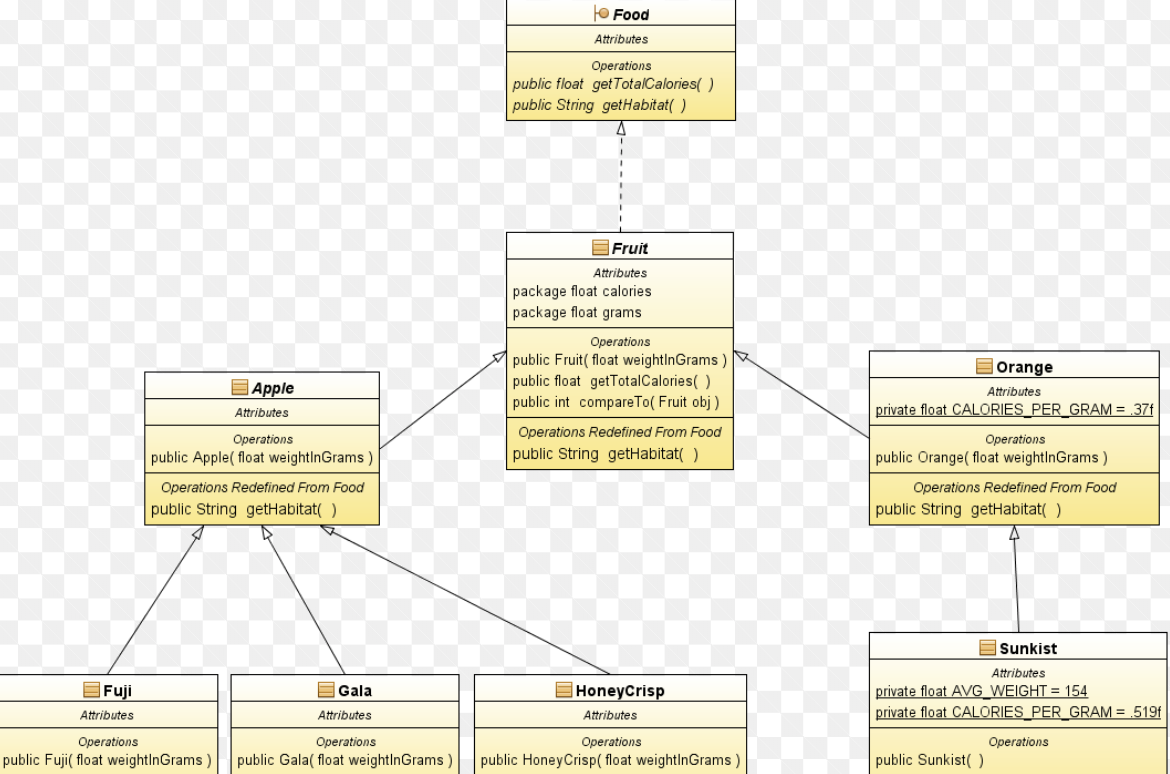 Food
Attributes
Operations
public float getTotalCalories( )
public String getHabitat( )
Fruit
Attributes
package float calories
package float grams
Operations
public Fruit( float weightInGrams )
public float getTotalCalories( )
public int compareTo( Fruit obj )
Operations Redefined From Food
public String getHabitat( )
Apple
Attributes
Operations
public Apple( float weightInGrams )
Operations Redefined From Food
public String getHabitat( )
Orange
Attributes
private float CALORIES_PER_GRAM = .37f
Operations
public Orange( float weightInGrams )
Operations Redefined From Food
public String getHabitat( )
Fuji
Attributes
Operations
public Fuji( float weightInGrams )
Gala
Attributes
Operations
public Gala( float weightInGrams )
HoneyCrisp
Attributes
Operations
public HoneyCrisp( float weightInGrams )
Sunkist
Attributes
private float AVG_WEIGHT = 154
private float CALORIES_PER_GRAM = .519f
Operations
public Sunkist( )